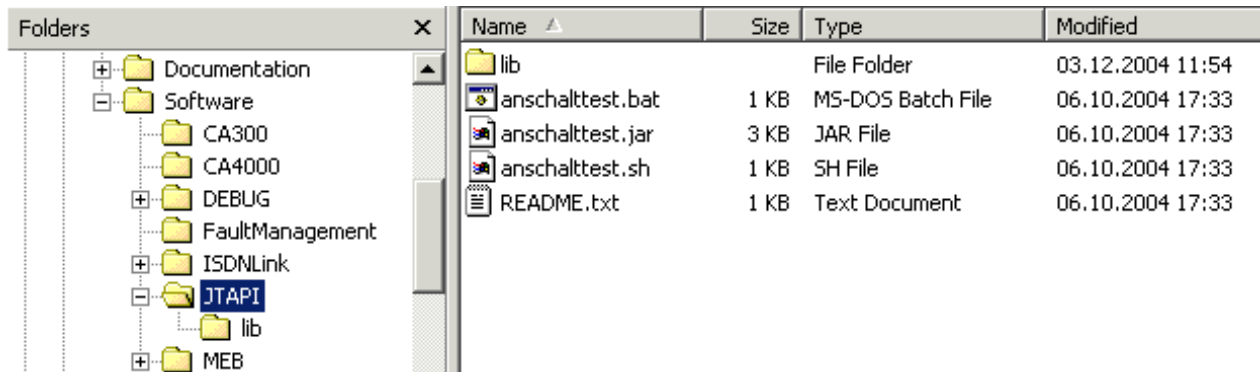 Folders
Documentation
Software
CA300
CA4000
DEBUG
FaultManagement
ISDNLink
JTAPI
lib
MEB
Name Size Type Modified
lib File Folder 03.12.2004 11:54
anschalttest.bat 1 KB MS-DOS Batch File 06.10.2004 17:33
anschalttest.jar 3 KB JAR File 06.10.2004 17:33
anschalttest.sh 1 KB SH File 06.10.2004 17:33
README.txt 1 KB Text Document 06.10.2004 17:33